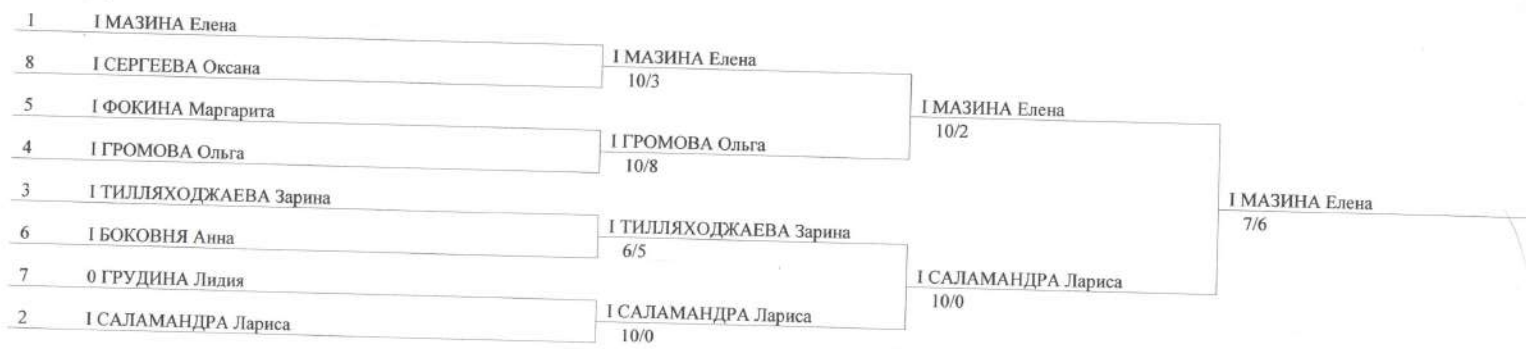 1 I МАЗИНА Елена
8 I СЕРГЕЕВА Оксана
5 I ФОКИНА Маргарита
4 I ГРОМОВА Ольга
3 I ТИЛЛЯХОДЖАЕВА Зарина
6 I БОКОВНЯ Анна
7 0 ГРУДИНА Лидия
2 I САЛАМАНДРА Лариса
I МАЗИНА Елена
10/3
I ГРОМОВА Ольга
10/8
I ТИЛЛЯХОДЖАЕВА Зарина
6/5
I САЛАМАНДРА Лариса
10/0
I МАЗИНА Елена
10/2
I САЛАМАНДРА Лариса
10/0
I МАЗИНА Елена
7/6